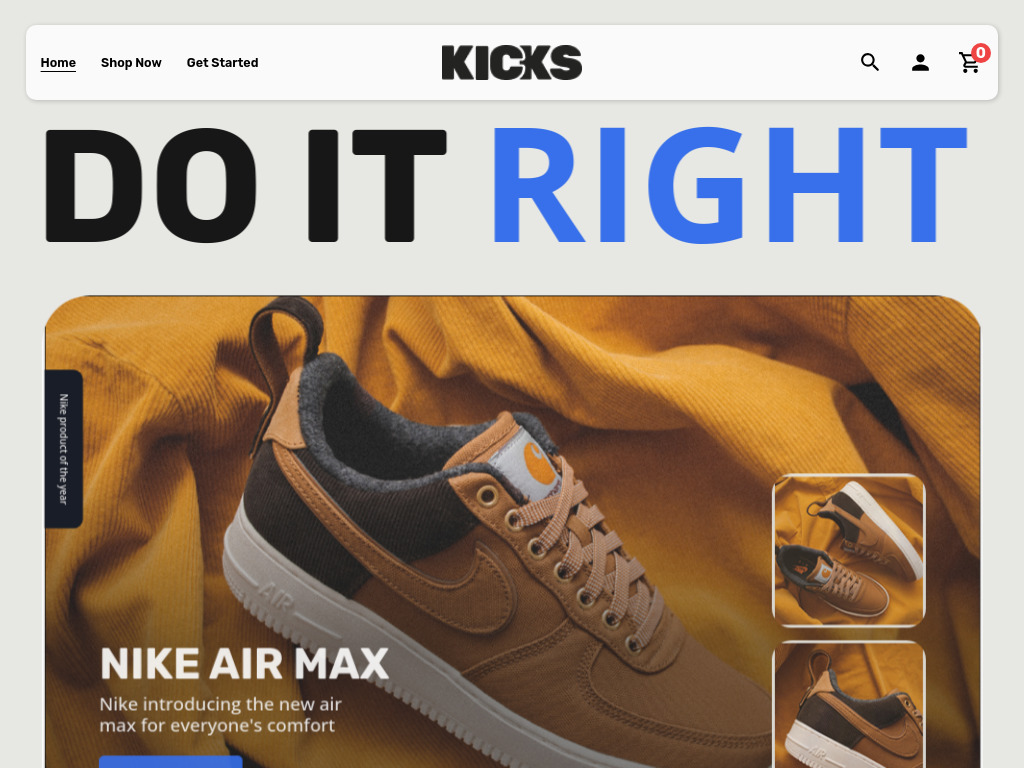 Home Shop Now Get Started KICKS 0
DO IT RIGHT
Nike product of the year
AIR
NIKE AIR MAX
Nike introducing the new air
max for everyone's comfort